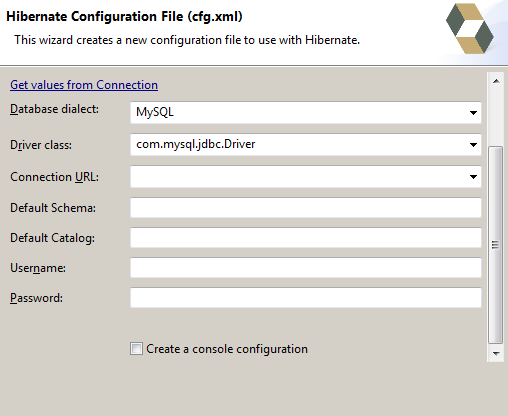 Hibernate Configuration File (cfg.xml)
This wizard creates a new configuration file to use with Hibernate.
Get values from Connection
Database dialect: MySQL
Driver class: com.mysql.jdbc.Driver
Connection URL:
Default Schema:
Default Catalog:
Username:
Password:
Create a console configuration